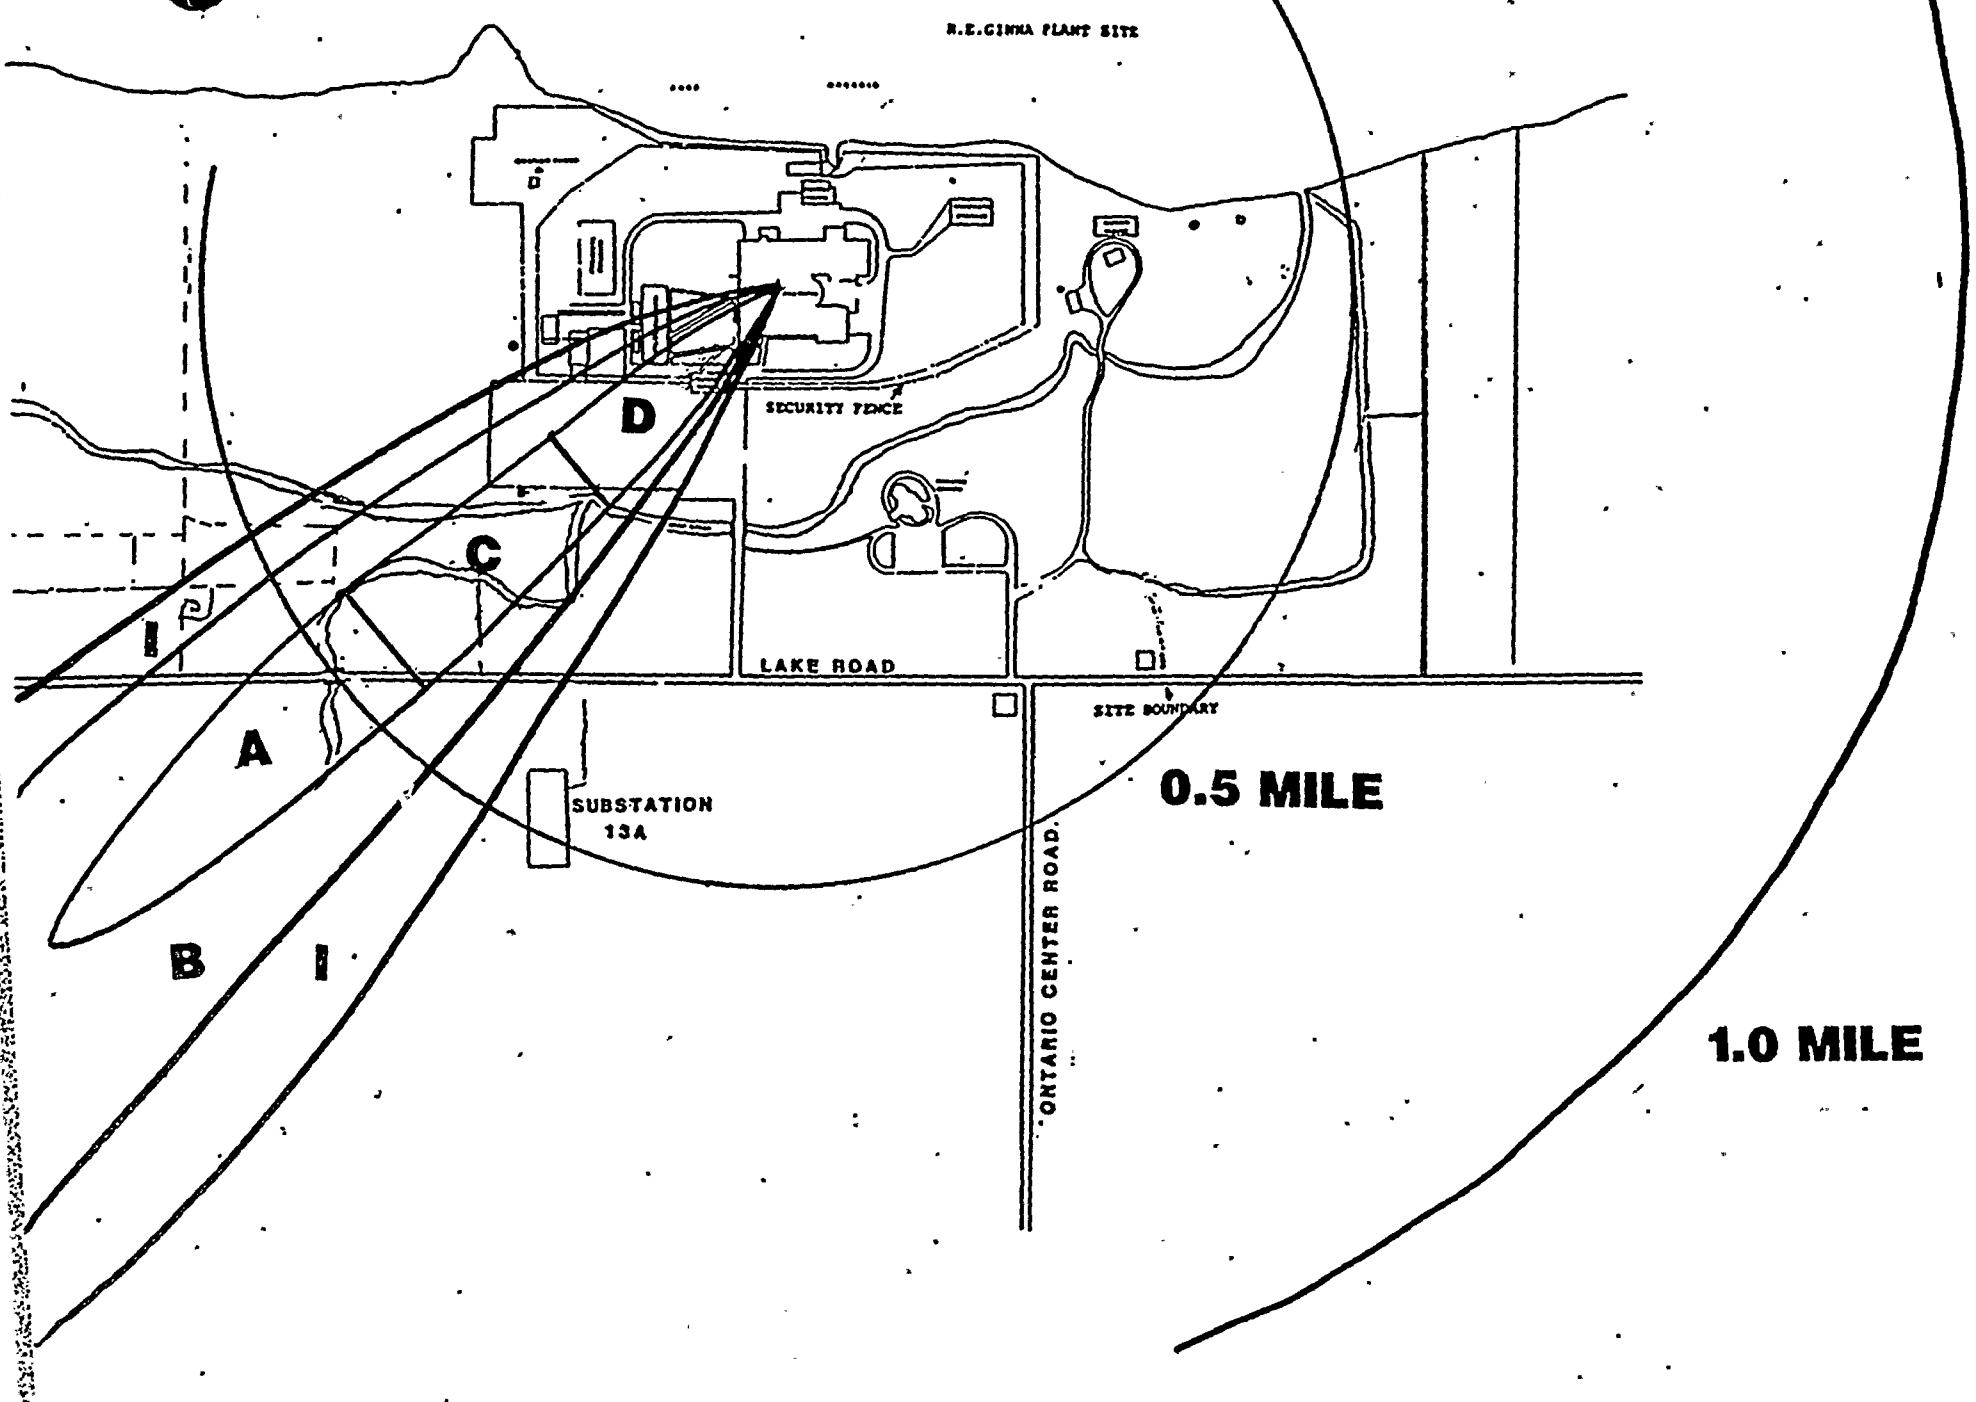 R.E.GINNA PLANT SITE
D
SECURITY FENCE
C
I
LAKE ROAD
SITE BOUNDARY
A
0.5 MILE
SUBSTATION
13A
B
I
ONTARIO CENTER ROAD.
1.0 MILE